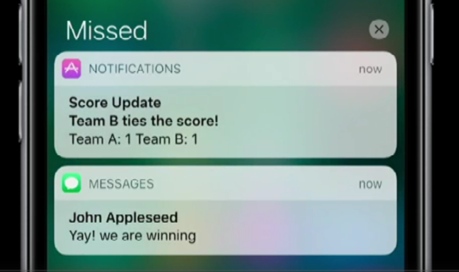 Missed
NOTIFICATIONS now
Score Update
Team B ties the score!
Team A: 1 Team B: 1
MESSAGES now
John Appleseed
Yay! we are winning